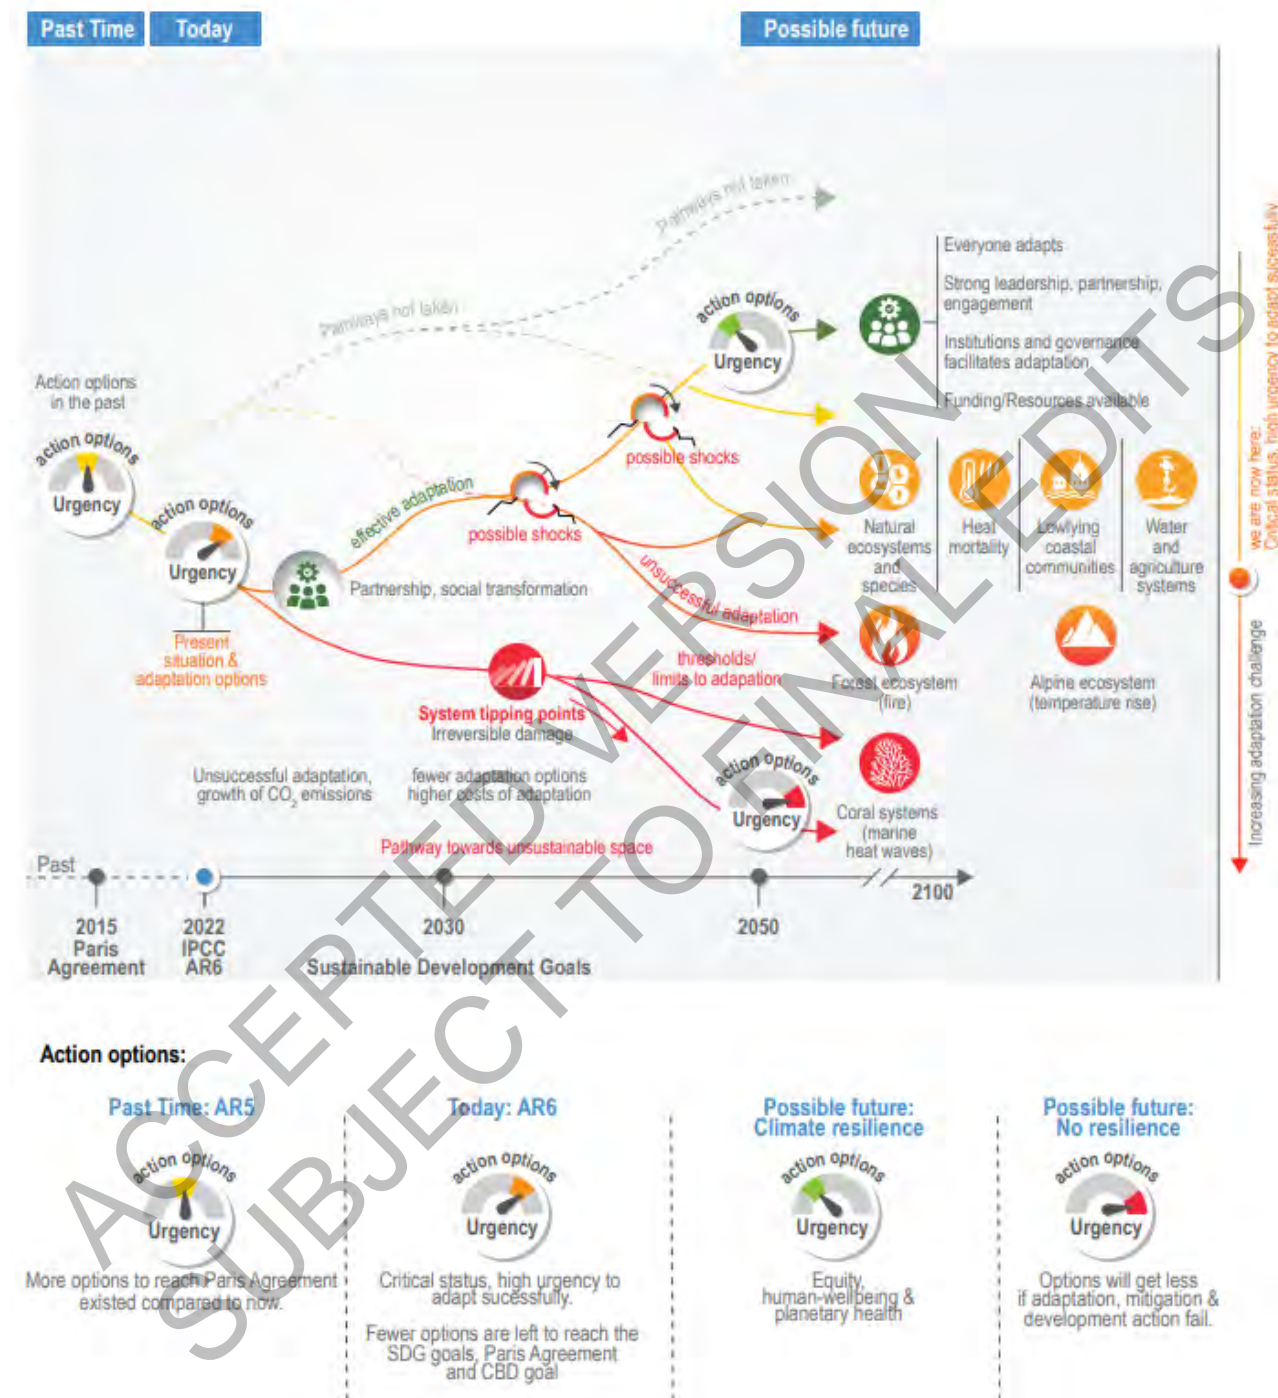 Past Time
Today
Possible future
Pathways not taken
Pathways not taken
Everyone adapts
Strong leadership, partnership,
engagement
Institutions and governance
facilitates adaptation
Funding/Resources available
action options
Urgency
Action options
in the past
action options
Urgency
action options
Urgency
Present
situation &
adaptation options
effective adaptation
Partnership, social transformation
possible shocks
possible shocks
unsuccessful adaptation
thresholds/
limits to adapation
Natural
ecosystems
and
species
Heat
mortality
Lowlying
coastal
communities
Water
and
agriculture
systems
Forest ecosystem
(fire)
Alpine ecosystem
(temperature rise)
System tipping points
Irreversible damage
Unsuccessful adaptation,
growth of CO2 emissions
fewer adaptation options
higher costs of adaptation
action options
Urgency
Coral systems
(marine
heat waves)
Pathway towards unsustainable space
we are now here:
Critical status, high urgency to adapt sucessfully
Increasing adaptation challenge
Past
2015
Paris
Agreement
2022
IPCC
AR6
2030
2050
2100
Sustainable Development Goals
Action options:
Past Time: AR5
action options
Urgency
More options to reach Paris Agreement
existed compared to now.
Today: AR6
action options
Urgency
Critical status, high urgency to
adapt sucessfully.
Fewer options are left to reach the
SDG goals, Paris Agreement
and CBD goal
Possible future:
Climate resilience
action options
Urgency
Equity,
human-wellbeing &
planetary health
Possible future:
No resilience
action options
Urgency
Options will get less
if adaptation, mitigation &
development action fail.
ACCEPTED VERSION
SUBJECT TO FINAL EDITS